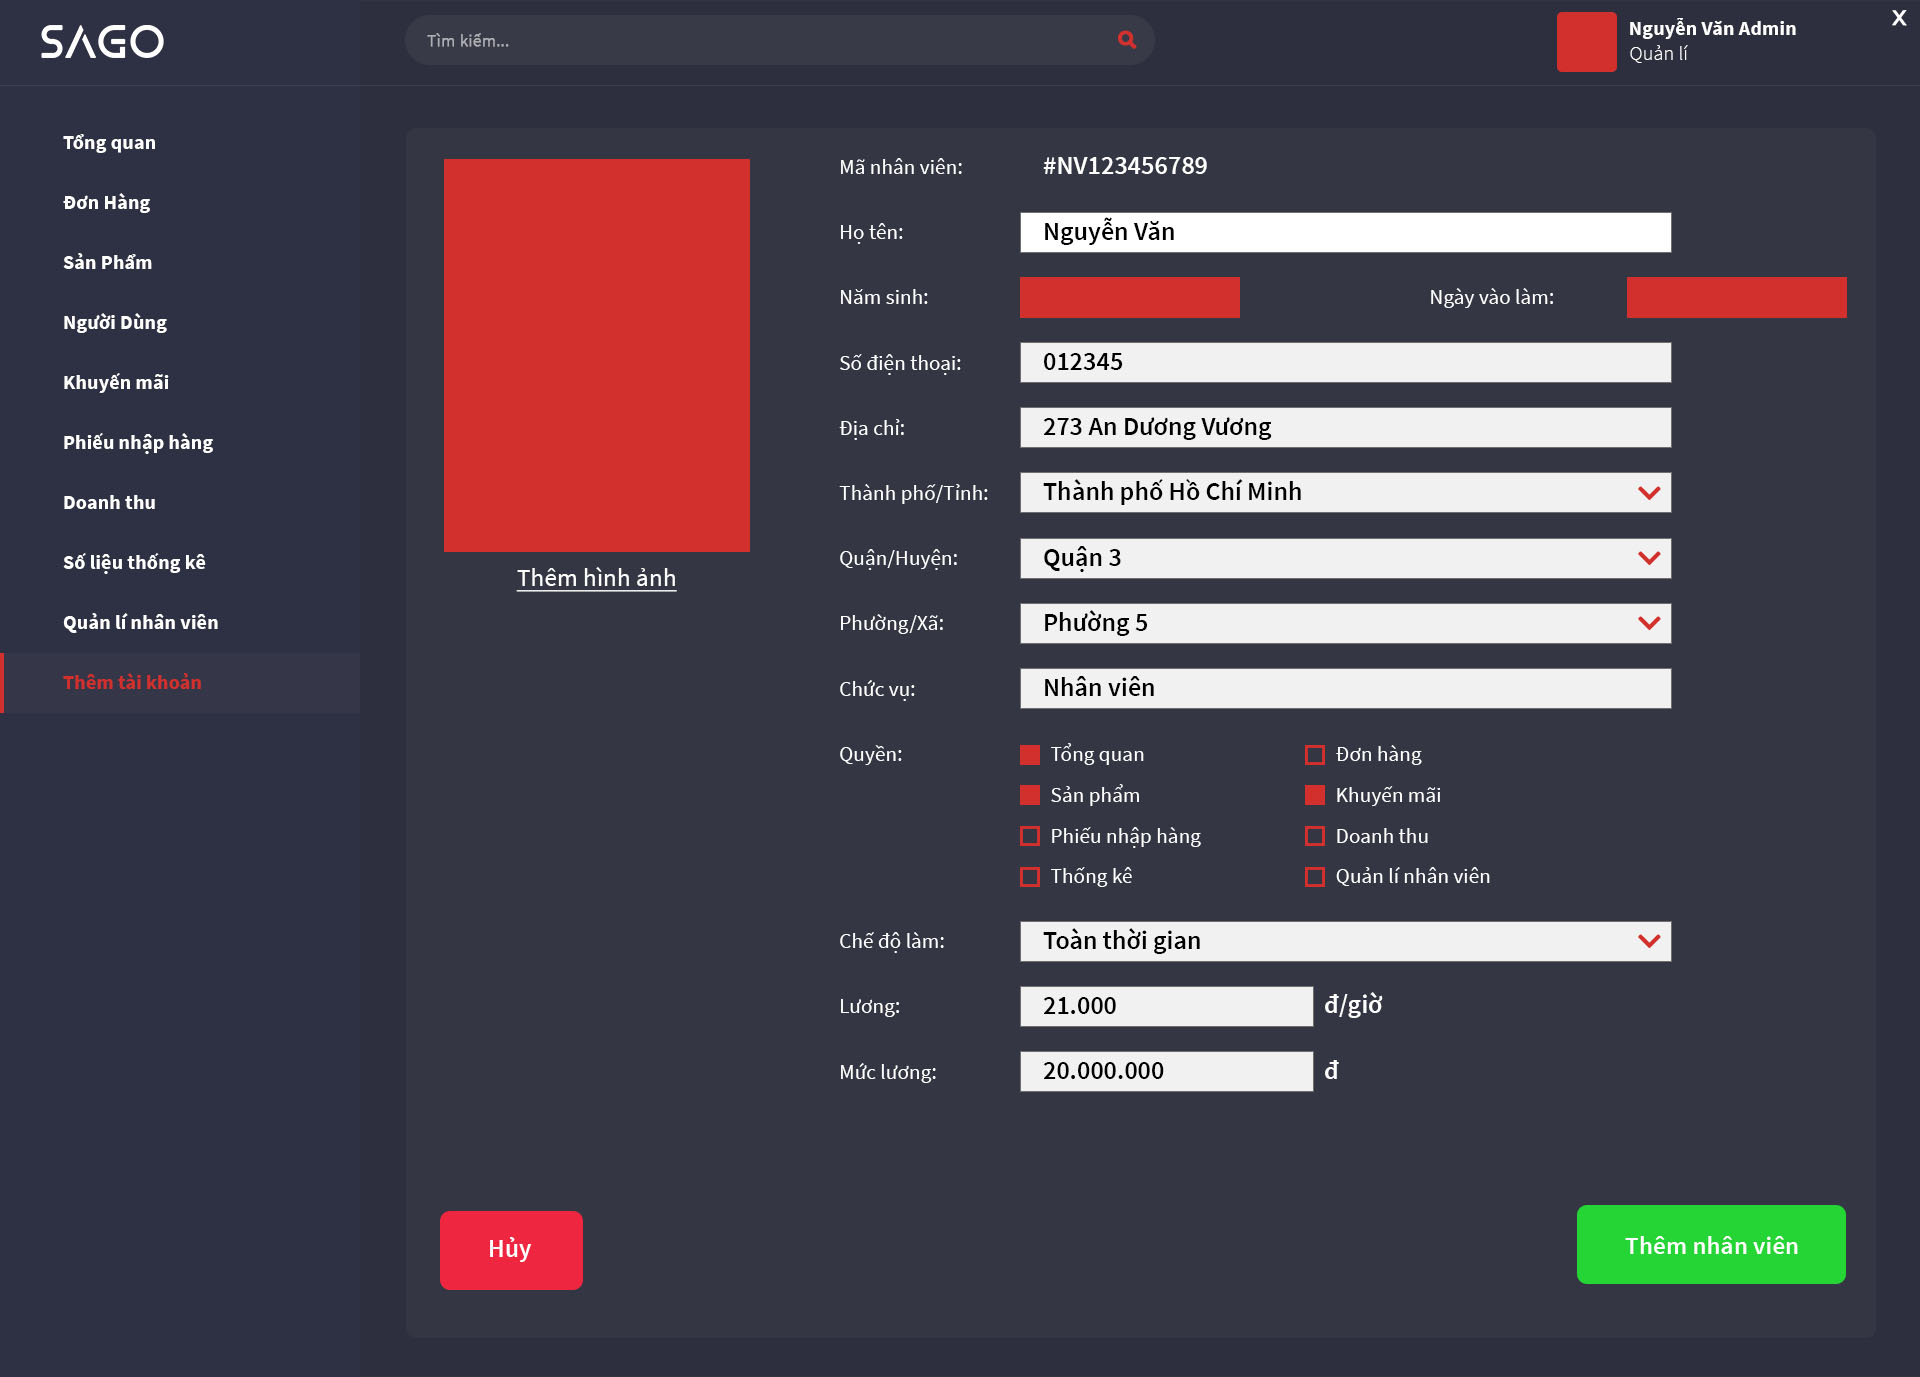 SAGO
Tìm kiếm...
Nguyễn Văn Admin
Quản lí
X
Tổng quan
Đơn Hàng
Sản Phẩm
Người Dùng
Khuyến mãi
Phiếu nhập hàng
Doanh thu
Số liệu thống kê
Quản lí nhân viên
Thêm tài khoản
Thêm hình ảnh
Mã nhân viên: #NV123456789
Họ tên: Nguyễn Văn
Năm sinh: Ngày vào làm:
Số điện thoại: 012345
Địa chỉ: 273 An Dương Vương
Thành phố/Tỉnh: Thành phố Hồ Chí Minh
Quận/Huyện: Quận 3
Phường/Xã: Phường 5
Chức vụ: Nhân viên
Quyền: Tổng quan Đơn hàng
Sản phẩm Khuyến mãi
Phiếu nhập hàng Doanh thu
Thống kê Quản lí nhân viên
Chế độ làm: Toàn thời gian
Lương: 21.000 đ/giờ
Mức lương: 20.000.000 đ
Hủy
Thêm nhân viên